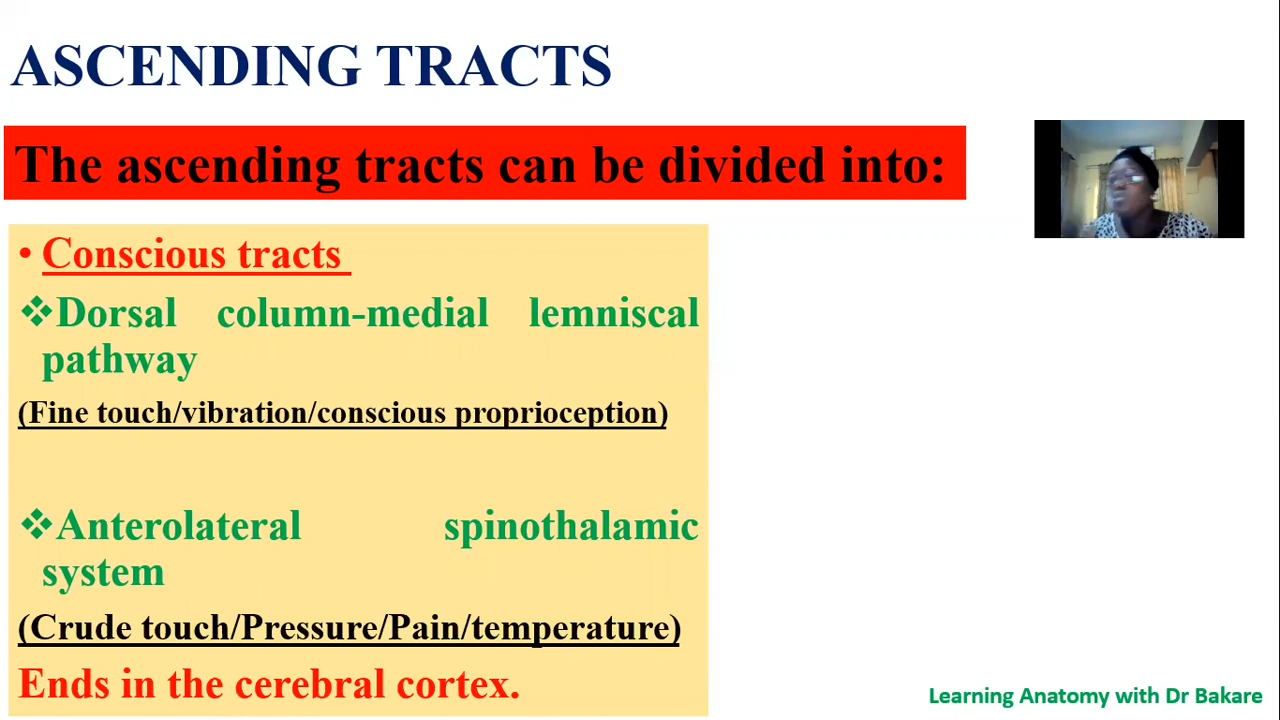 ASCENDING TRACTS
The ascending tracts can be divided into:
• Conscious tracts
❖Dorsal column-medial lemniscal
pathway
(Fine touch/vibration/conscious proprioception)
❖Anterolateral spinothalamic
system
(Crude touch/Pressure/Pain/temperature)
Ends in the cerebral cortex.
Learning Anatomy with Dr Bakare